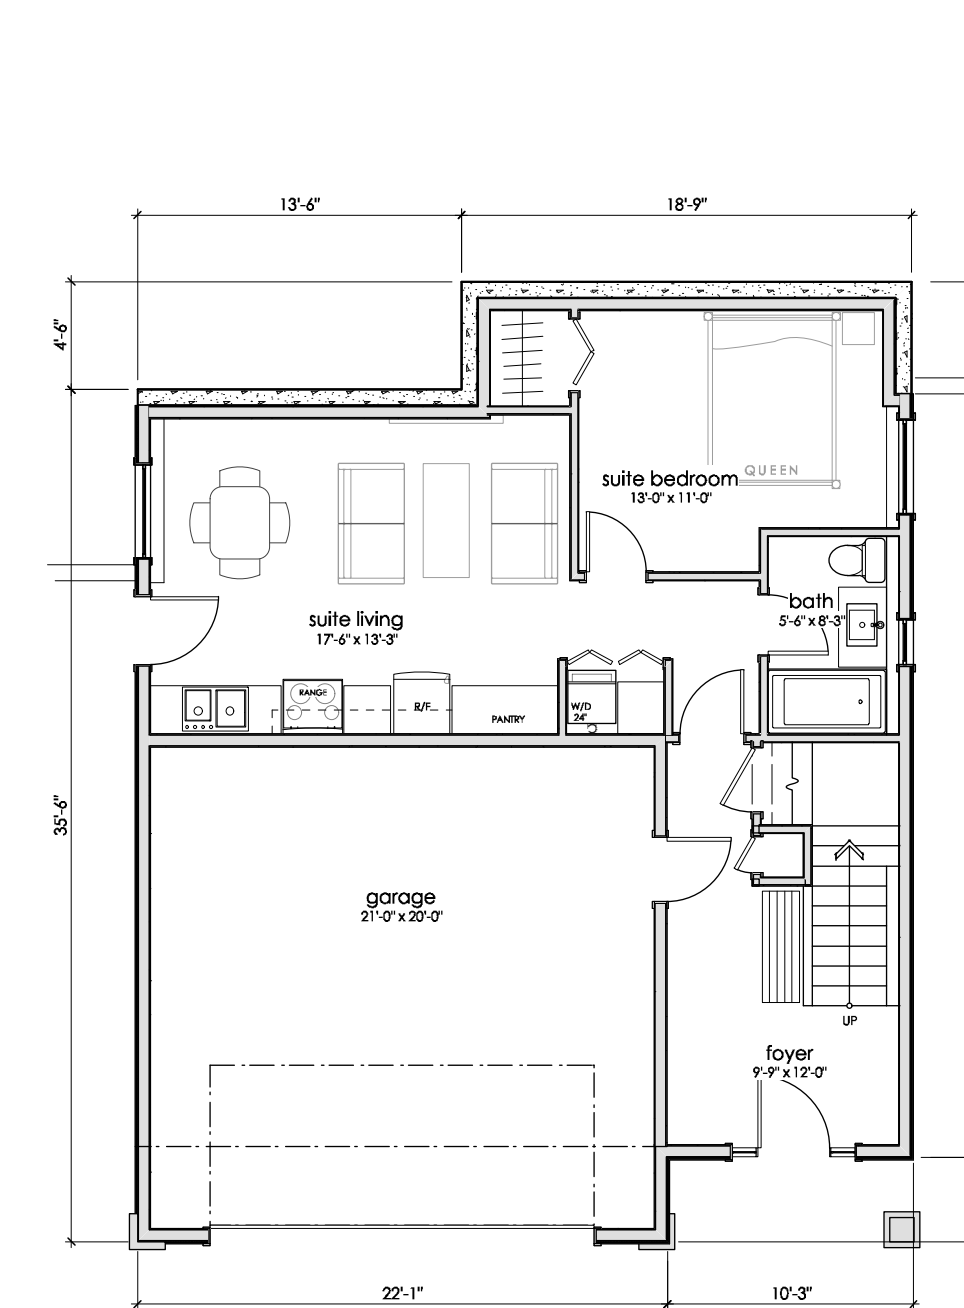 13'-6" 18'-9"
4'-6"
QUEEN
suite bedroom
13'-0" x 11'-0"
bath
5'-6" x 8'-3"
suite living
17'-6" x 13'-3"
RANGE
R/F
PANTRY
W/D
24"
35'-6"
garage
21'-0" x 20'-0"
UP
foyer
9'-9" x 12'-0"
22'-1" 10'-3"